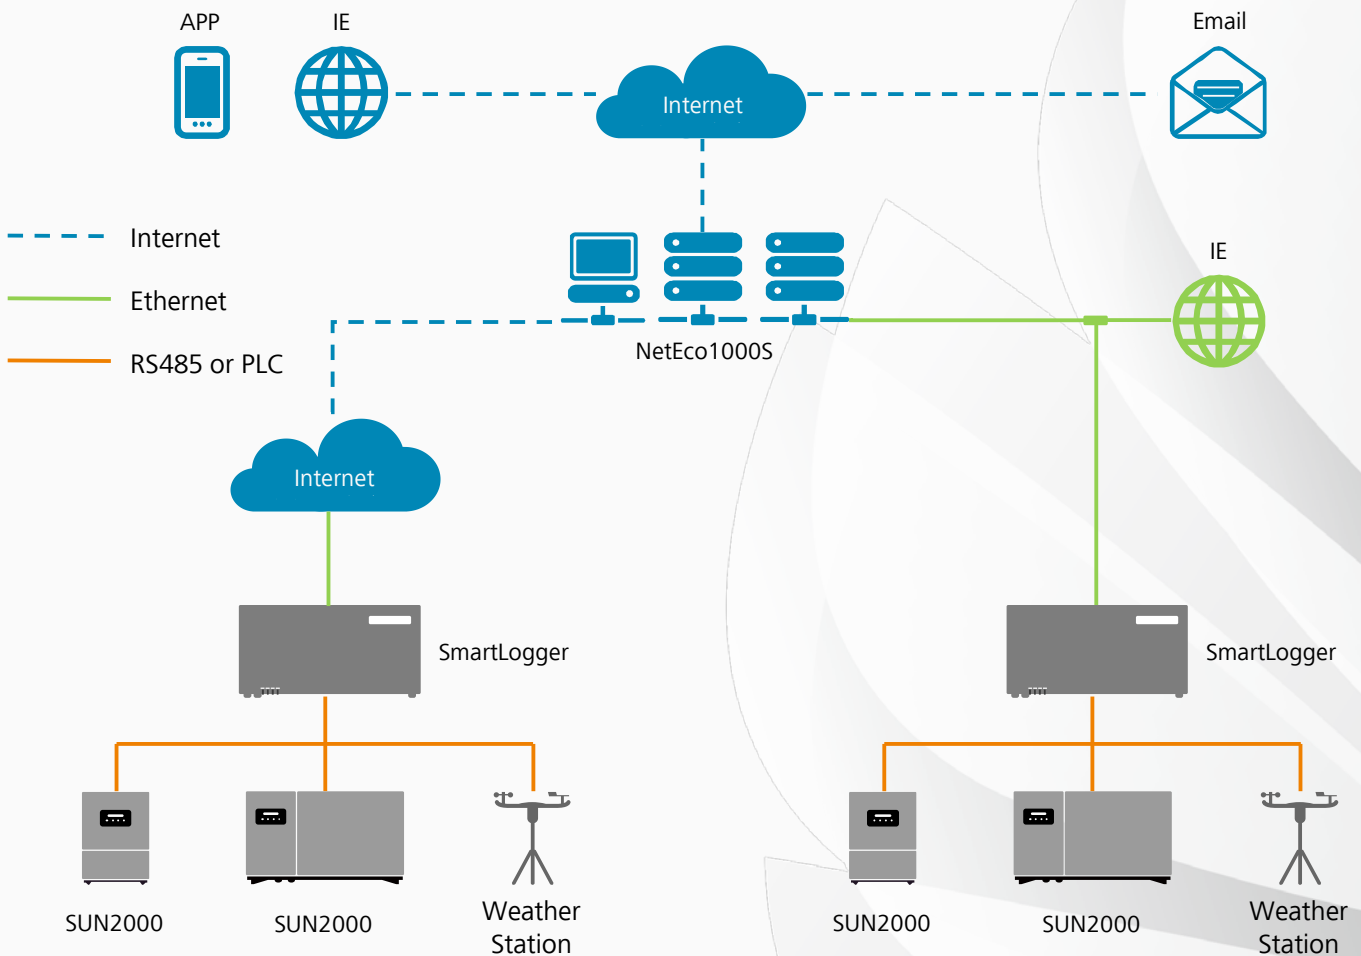 APP
IE
Email
Internet
Internet
IE
Ethernet
RS485 or PLC
NetEco1000S
Internet
SmartLogger
SmartLogger
SUN2000
SUN2000
Weather
Station
SUN2000
SUN2000
Weather
Station